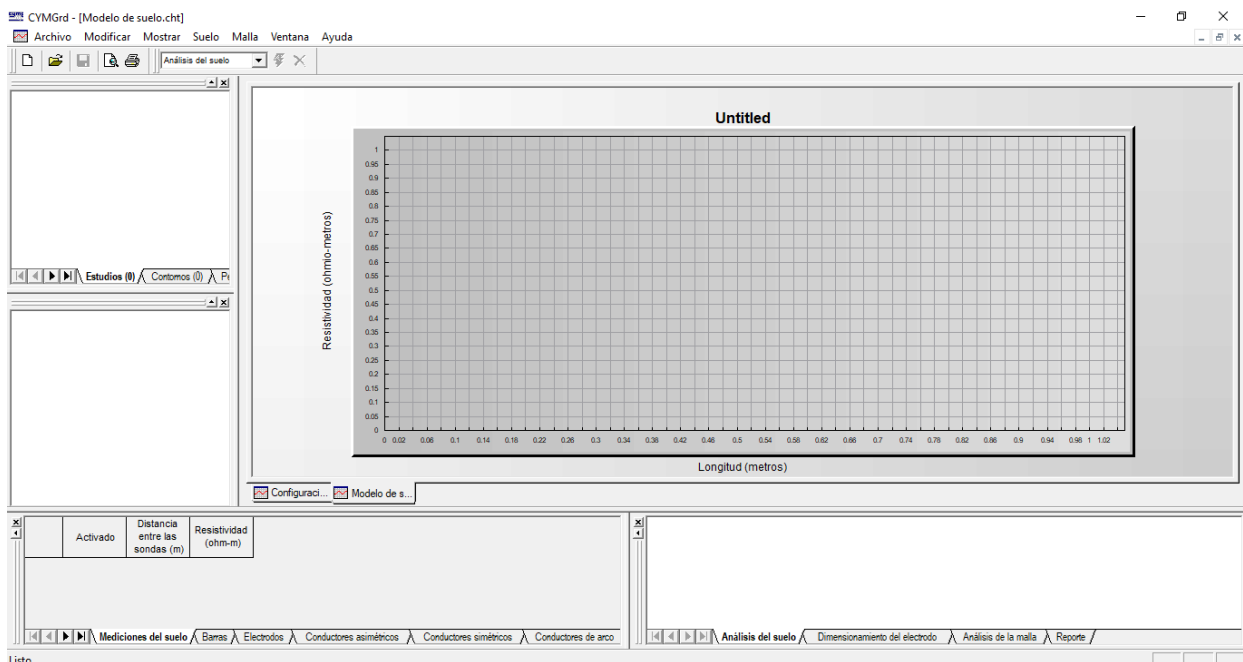 CYMGrd - [Modelo de suelo.cht]
Archivo Modificar Mostrar Suelo Malla Ventana Ayuda
Análisis del suelo
Estudios (0) Contornos (0)
Untitled
Resistividad (ohmio-metros)
1
0.95
0.9
0.85
0.8
0.75
0.7
0.65
0.6
0.55
0.5
0.45
0.4
0.35
0.3
0.25
0.2
0.15
0.1
0.05
0
0 0.02 0.06 0.1 0.14 0.18 0.22 0.26 0.3 0.34 0.38 0.42 0.46 0.5 0.54 0.58 0.62 0.66 0.7 0.74 0.78 0.82 0.86 0.9 0.94 0.98 1 1.02
Longitud (metros)
Configuraci... Modelo de s...
Activado
Distancia
entre las
sondas (m)
Resistividad
(ohm-m)
Mediciones del suelo Barras Electrodos Conductores asimétricos Conductores simétricos Conductores de arco
Análisis del suelo Dimensionamiento del electrodo Análisis de la malla Reporte
Listo